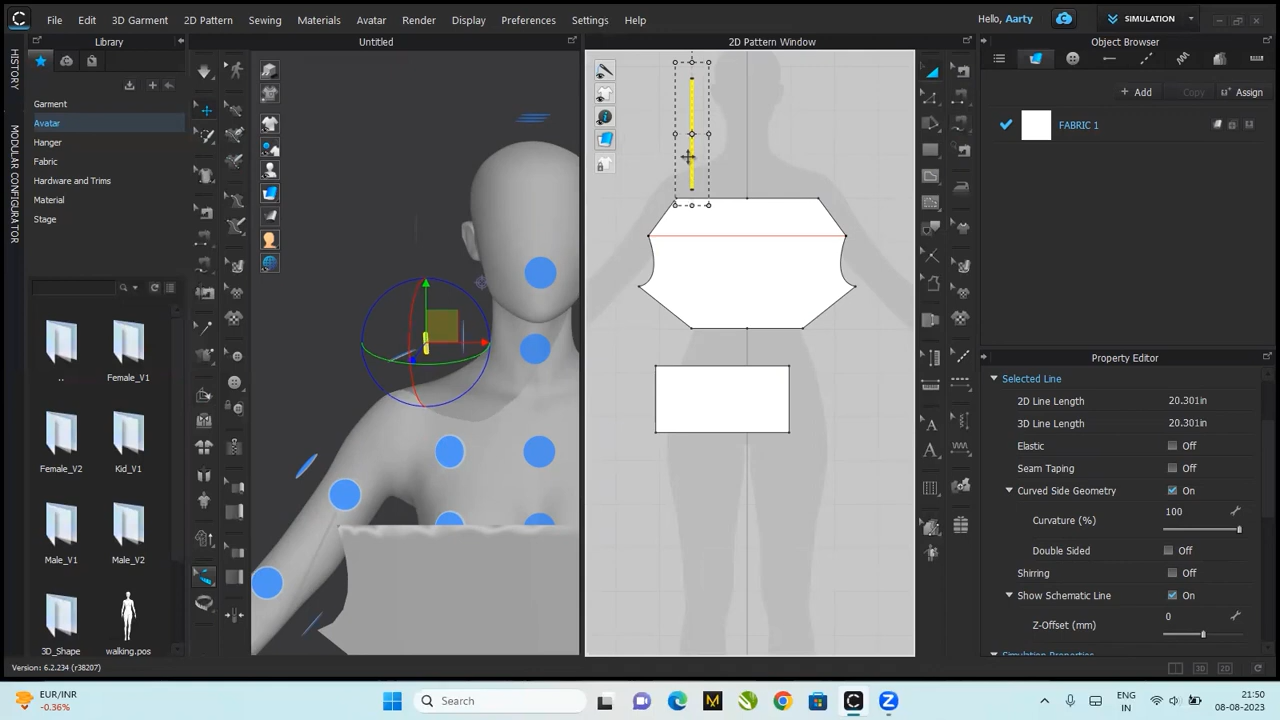 File Edit 3D Garment 2D Pattern Sewing Materials Avatar Render Display Preferences Settings Help
Hello, Aarty
SIMULATION
HISTORY
MODULAR CONFIGURATOR
Library
Garment
Avatar
Hanger
Fabric
Hardware and Trims
Material
Stage
..
Female_V1
Female_V2
Kid_V1
Male_V1
Male_V2
3D_Shape
walking.pos
Untitled
2D Pattern Window
Object Browser
Add Copy Assign
FABRIC 1
Property Editor
Selected Line
2D Line Length 20.301in
3D Line Length 20.301in
Elastic Off
Seam Taping Off
Curved Side Geometry On
Curvature (%) 100
Double Sided Off
Shirring Off
Show Schematic Line On
Z-Offset (mm) 0
Simulation Properties
Version: 6.2.234 (r38207)
3D 2D
EUR/INR
-0.36%
Search
ENG
IN
21:50
08-08-2023